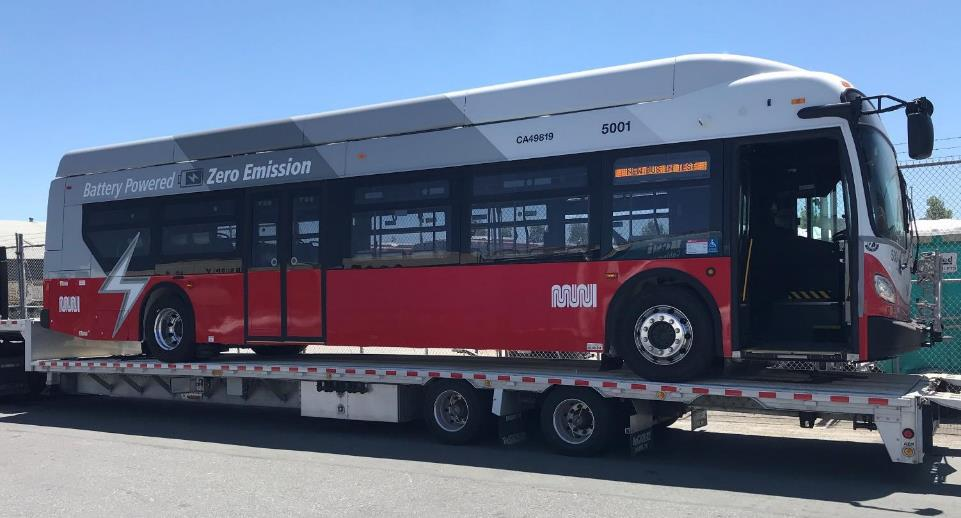 CA49819 5001
Battery Powered Zero Emission
NEW BUS IN TEST
muni
muni